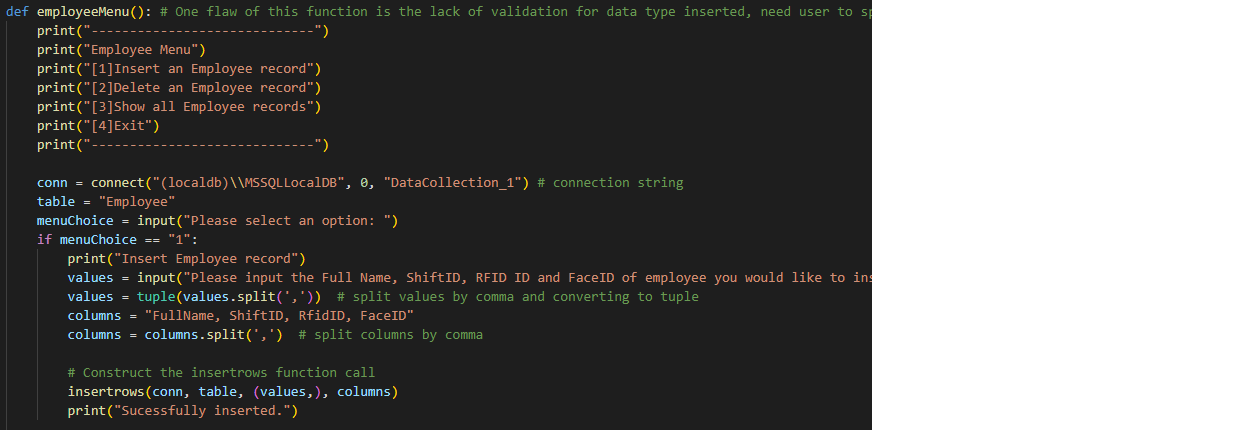 def employeeMenu(): # One flaw of this function is the lack of validation for data type inserted, need user to
print("-----------------------------")
print("Employee Menu")
print("[1]Insert an Employee record")
print("[2]Delete an Employee record")
print("[3]Show all Employee records")
print("[4]Exit")
print("-----------------------------")
conn = connect("(localdb)\\MSSQLLocalDB", 0, "DataCollection_1") # connection string
table = "Employee"
menuChoice = input("Please select an option: ")
if menuChoice == "1":
print("Insert Employee record")
values = input("Please input the Full Name, ShiftID, RFID ID and FaceID of employee you would like to
values = tuple(values.split(','))  # split values by comma and converting to tuple
columns = "FullName, ShiftID, RfidID, FaceID"
columns = columns.split(',')  # split columns by comma
# Construct the insertrows function call
insertrows(conn, table, (values,), columns)
print("Sucessfully inserted.")